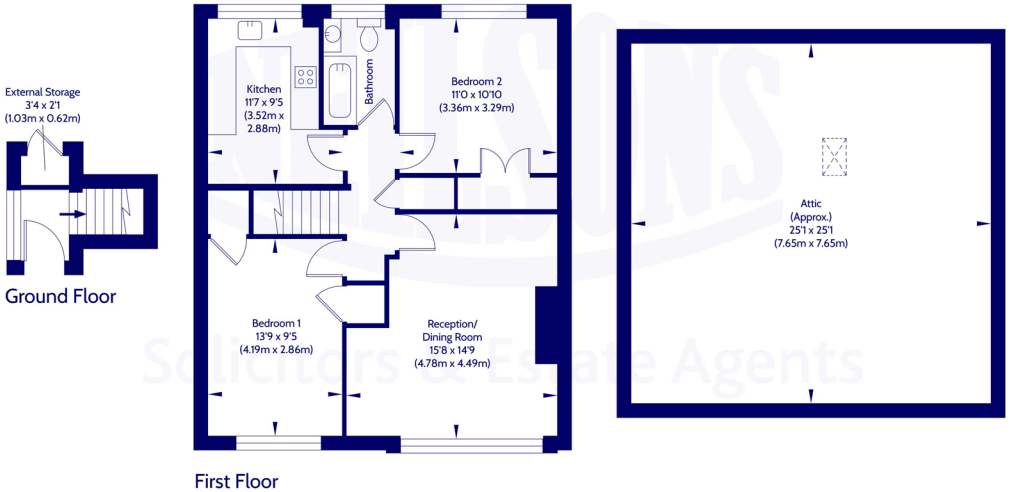 NEILSONS
Solicitors & Estate Agents
External Storage
3'4 x 2'1
(1.03m x 0.62m)
Ground Floor
Kitchen
11'7 x 9'5
(3.52m x
2.88m)
Bathroom
Bedroom 2
11'0 x 10'10
(3.36m x 3.29m)
Bedroom 1
13'9 x 9'5
(4.19m x 2.86m)
Reception/
Dining Room
15'8 x 14'9
(4.78m x 4.49m)
First Floor
Attic
(Approx.)
25'1 x 25'1
(7.65m x 7.65m)